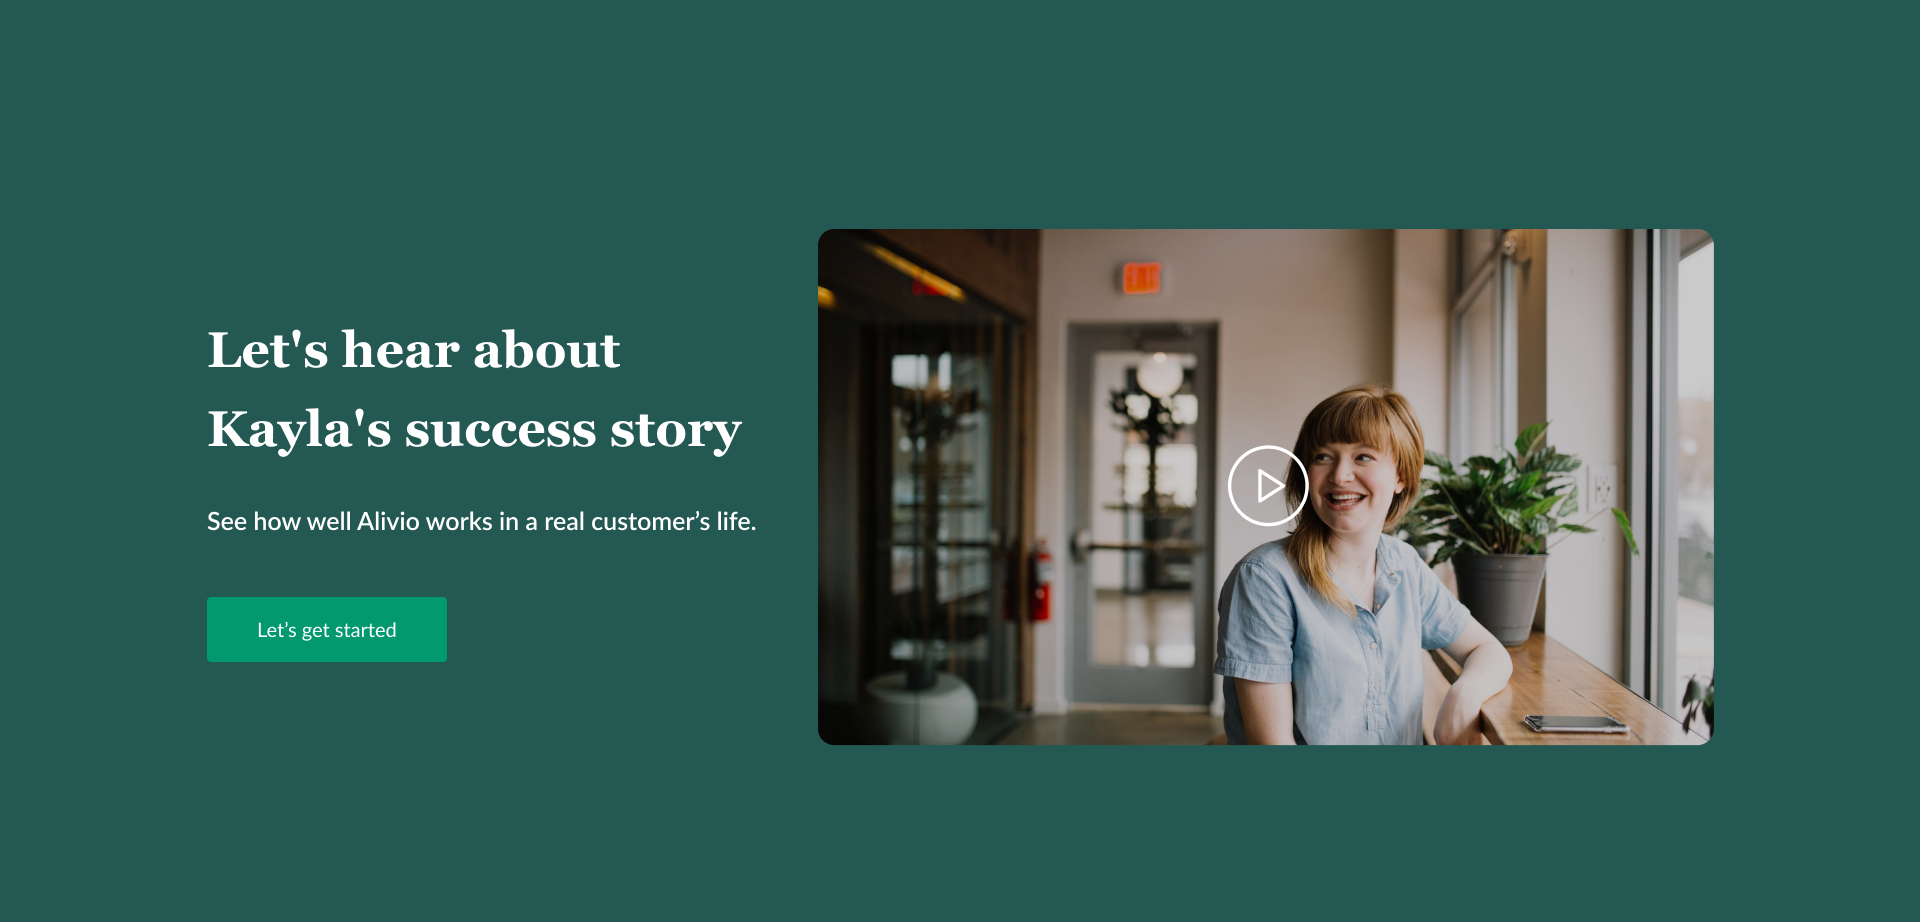 Let's hear about
Kayla's success story
See how well Alivio works in a real customer’s life.
Let’s get started
EXIT